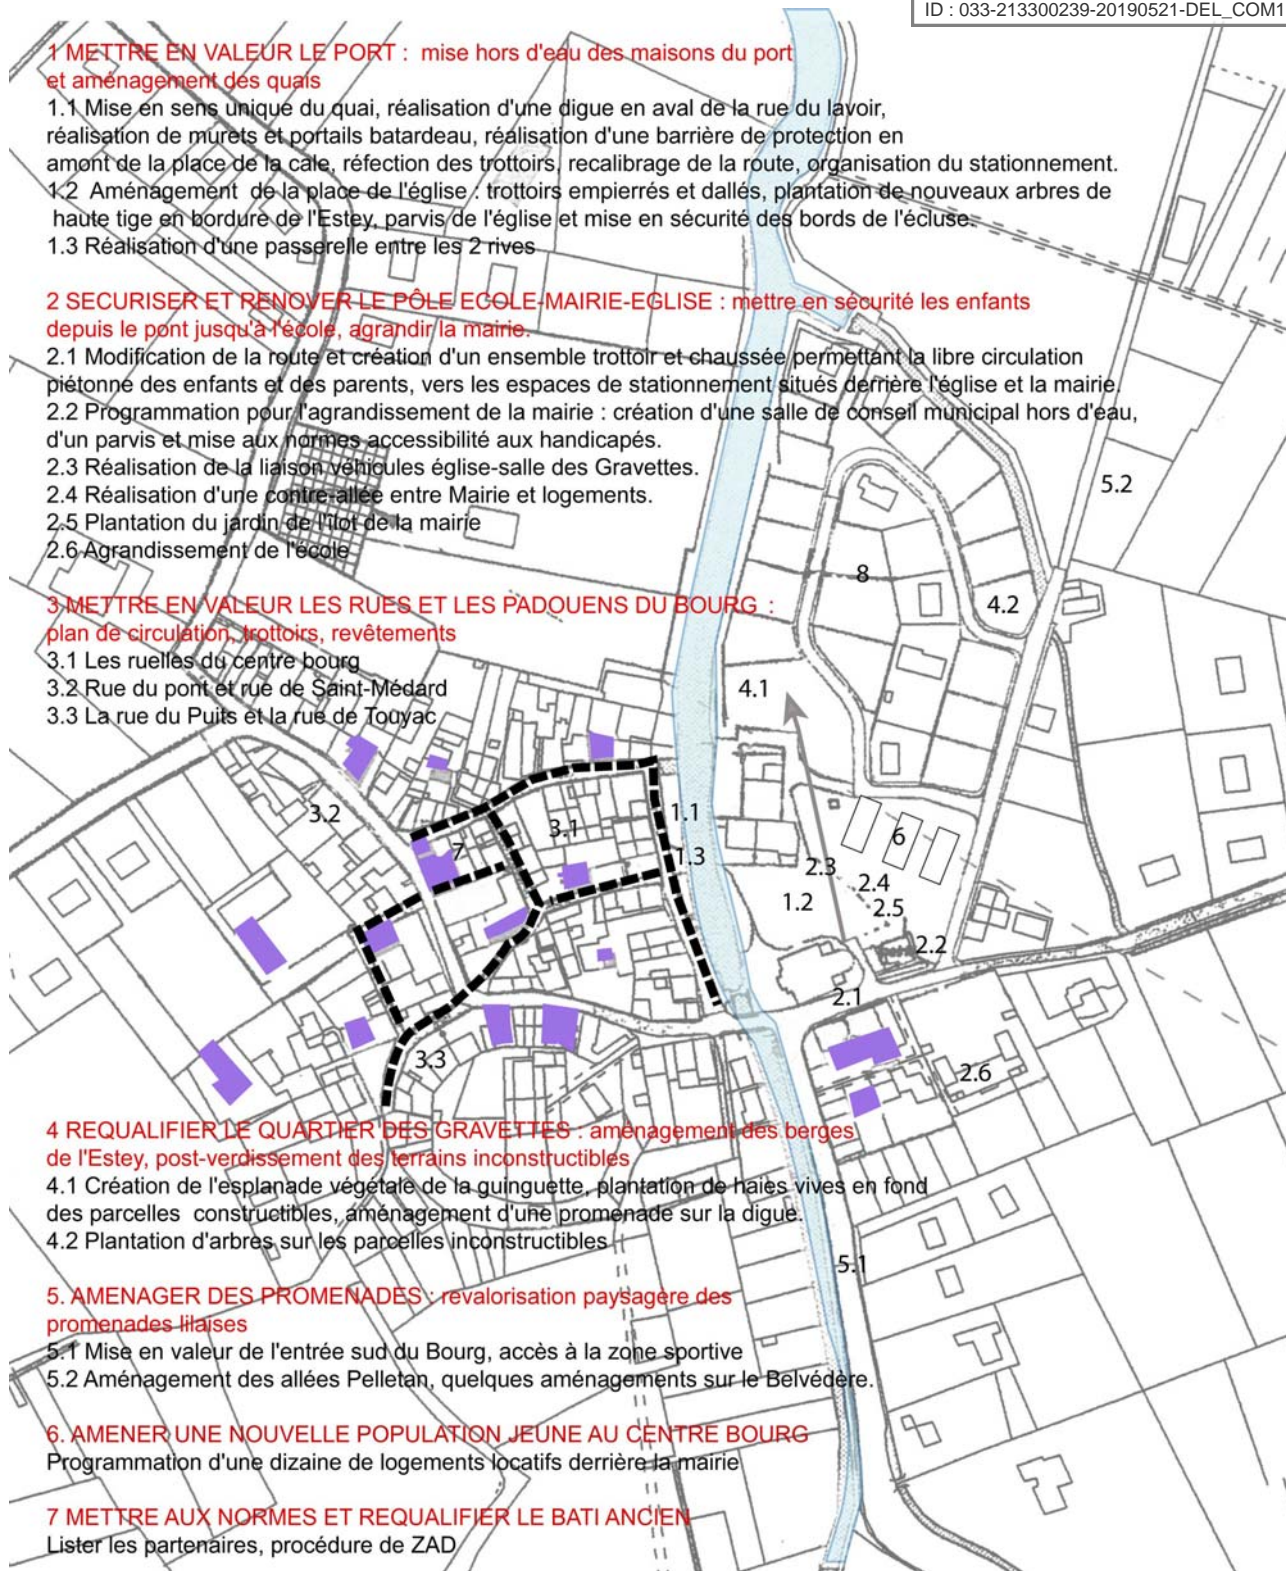 ID : 033-213300239-20190521-DEL_COM1
1 METTRE EN VALEUR LE PORT : mise hors d'eau des maisons du port
et aménagement des quais
1.1 Mise en sens unique du quai, réalisation d'une digue en aval de la rue du lavoir,
réalisation de murets et portails batardeau, réalisation d'une barrière de protection en
amont de la place de la cale, réfection des trottoirs, recalibrage de la route, organisation du stationnement.
1.2 Aménagement de la place de l'église : trottoirs empierrés et dallés, plantation de nouveaux arbres de
haute tige en bordure de l'Estey, parvis de l'église et mise en sécurité des bords de l'écluse.
1.3 Réalisation d'une passerelle entre les 2 rives
2 SECURISER ET RENOVER LE PÔLE ECOLE-MAIRIE-EGLISE : mettre en sécurité les enfants
depuis le pont jusqu'à l'école, agrandir la mairie.
2.1 Modification de la route et création d'un ensemble trottoir et chaussée permettant la libre circulation
piétonne des enfants et des parents, vers les espaces de stationnement situés derrière l'église et la mairie.
2.2 Programmation pour l'agrandissement de la mairie : création d'une salle de conseil municipal hors d'eau,
d'un parvis et mise aux normes accessibilité aux handicapés.
2.3 Réalisation de la liaison véhicules église-salle des Gravettes.
2.4 Réalisation d'une contre-allée entre Mairie et logements.
2.5 Plantation du jardin de l'îlot de la mairie
2.6 Agrandissement de l'école
3 METTRE EN VALEUR LES RUES ET LES PADOUENS DU BOURG :
plan de circulation, trottoirs, revêtements
3.1 Les ruelles du centre bourg
3.2 Rue du pont et rue de Saint-Médard
3.3 La rue du Puits et la rue de Touyac
5.2
8
4.2
4.1
3.2
3.1
1.1
7
1.3
6
2.3
2.4
1.2
2.5
2.2
2.1
3.3
2.6
4 REQUALIFIER LE QUARTIER DES GRAVETTES : aménagement des berges
de l'Estey, post-verdissement des terrains inconstructibles
4.1 Création de l'esplanade végétale de la guinguette, plantation de haies vives en fond
des parcelles constructibles, aménagement d'une promenade sur la digue.
4.2 Plantation d'arbres sur les parcelles inconstructibles
5.1
5. AMENAGER DES PROMENADES : revalorisation paysagère des
promenades lilaises
5.1 Mise en valeur de l'entrée sud du Bourg, accès à la zone sportive
5.2 Aménagement des allées Pelletan, quelques aménagements sur le Belvédère.
6. AMENER UNE NOUVELLE POPULATION JEUNE AU CENTRE BOURG
Programmation d'une dizaine de logements locatifs derrière la mairie
7 METTRE AUX NORMES ET REQUALIFIER LE BATI ANCIEN
Lister les partenaires, procédure de ZAD